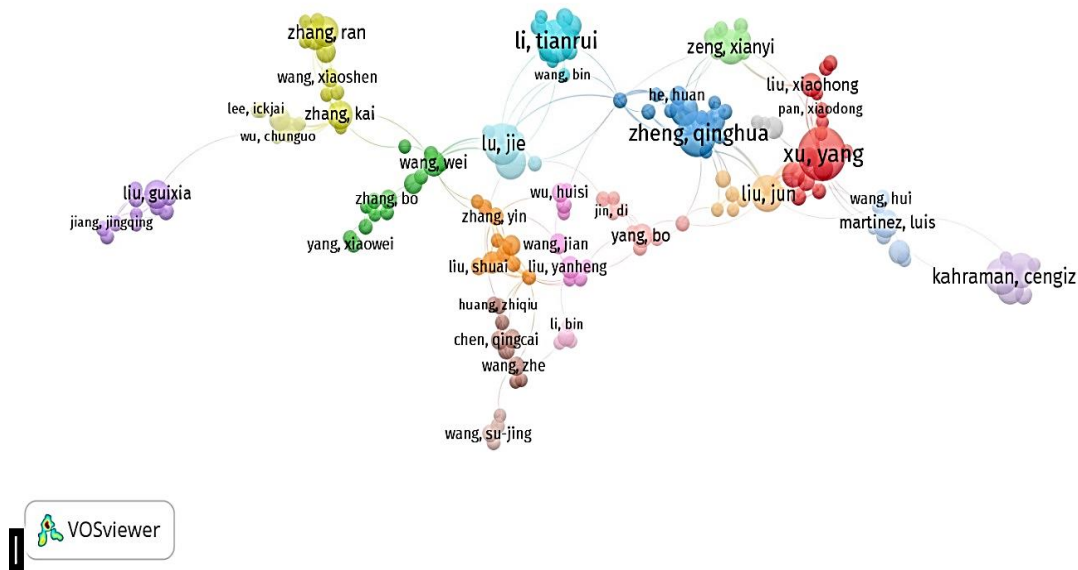 zhang, ran
li, tianrui
zeng, xianyi
wang, xiaoshen
wang, bin
liu, xiaohong
he, huan
pan, xiaodong
lee, ickjai
zhang, kai
wu, chunguo
lu, jie
zheng, qinghua
xu, yang
wang, wei
liu, guixia
zhang, bo
wu, huisi
liu, jun
wang, hui
jiang, jingqing
zhang, yin
jin, di
martinez, luis
yang, xiaowei
wang, jian
yang, bo
liu, shuai
liu, yanheng
kahraman, cengiz
huang, zhiqiu
li, bin
chen, qingcai
wang, zhe
wang, su-jing
VOSviewer